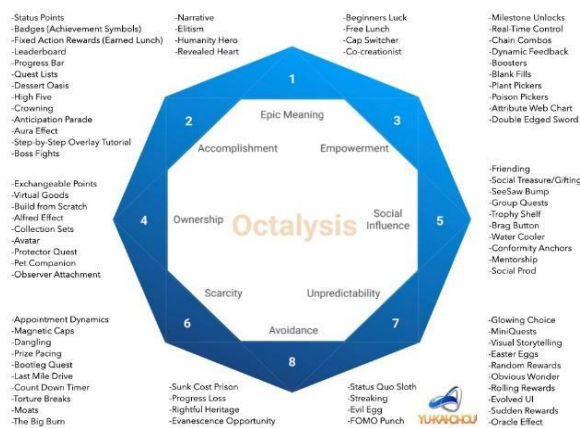 -Status Points
-Badges (Achievement Symbols)
-Fixed Action Rewards (Earned Lunch)
-Leaderboard
-Progress Bar
-Quest Lists
-Dessert Oasis
-High Five
-Crowning
-Anticipation Parade
-Aura Effect
-Step-by-Step Overlay Tutorial
-Boss Fights
-Narrative
-Elitism
-Humanity Hero
-Revealed Heart
-Beginners Luck
-Free Lunch
-Cap Switcher
-Co-creationist
-Milestone Unlocks
-Real-Time Control
-Chain Combos
-Dynamic Feedback
-Boosters
-Blank Fills
-Plant Pickers
-Poison Pickers
-Attribute Web Chart
-Double Edged Sword
1
Epic Meaning
2
Accomplishment
3
Empowerment
-Exchangeable Points
-Virtual Goods
-Build from Scratch
-Alfred Effect
-Collection Sets
-Avatar
-Protector Quest
-Pet Companion
-Observer Attachment
4
Ownership
Octalysis
Social
Influence
5
-Friending
-Social Treasure/Gifting
-SeeSaw Bump
-Group Quests
-Trophy Shelf
-Brag Button
-Water Cooler
-Conformity Anchors
-Mentorship
-Social Prod
Scarcity
6
Unpredictability
7
Avoidance
8
-Appointment Dynamics
-Magnetic Caps
-Dangling
-Prize Pacing
-Bootleg Quest
-Last Mile Drive
-Count Down Timer
-Torture Breaks
-Moats
-The Big Burn
-Sunk Cost Prison
-Progress Loss
-Rightful Heritage
-Evanescence Opportunity
-Status Quo Sloth
-Streaking
-Evil Egg
-FOMO Punch
YUKAICHOU
-Glowing Choice
-MiniQuests
-Visual Storytelling
-Easter Eggs
-Random Rewards
-Obvious Wonder
-Rolling Rewards
-Evolved UI
-Sudden Rewards
-Oracle Effect